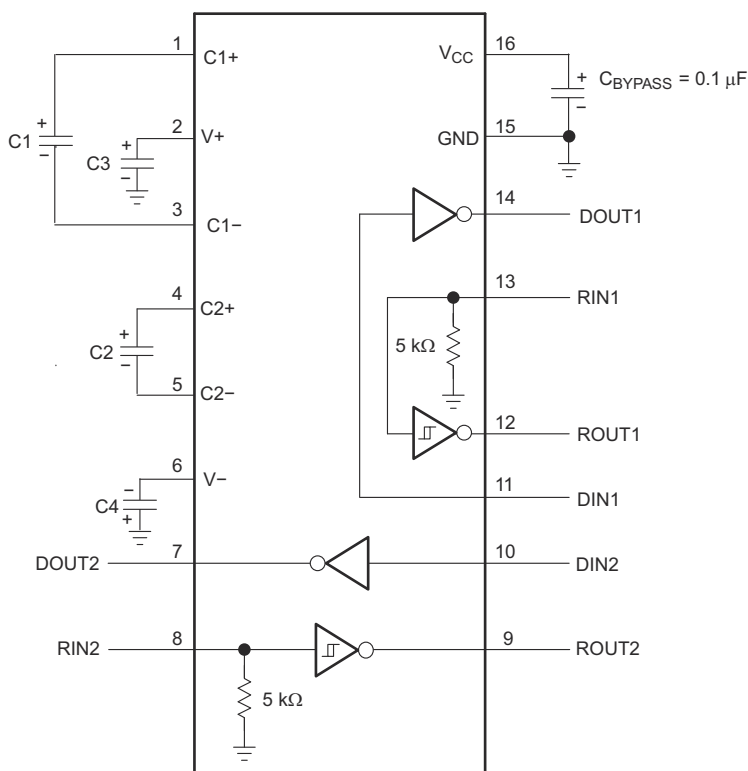 1
C1+
VCC
16
+
CBYPASS = 0.1 μF
−
+
C1
−
2
V+
+
C3
−
GND
15
3
C1−
14
DOUT1
4
C2+
13
RIN1
+
C2
−
5 kΩ
5
C2−
12
ROUT1
6
V−
−
C4
+
11
DIN1
DOUT2
7
10
DIN2
RIN2
8
9
ROUT2
5 kΩ